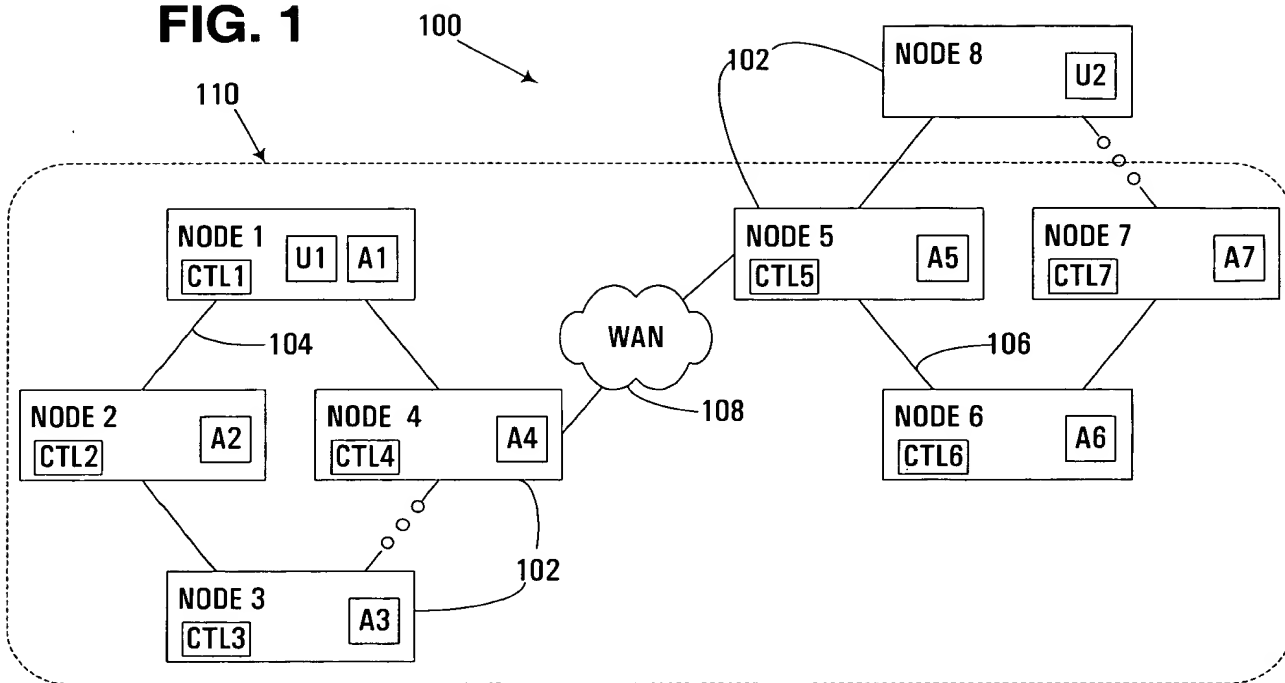 FIG. 1
100
102
NODE 8
U2
110
NODE 1
U1
A1
CTL1
NODE 5
A5
CTL5
NODE 7
A7
CTL7
WAN
104
106
108
NODE 2
A2
CTL2
NODE 4
A4
CTL4
NODE 6
A6
CTL6
102
NODE 3
A3
CTL3